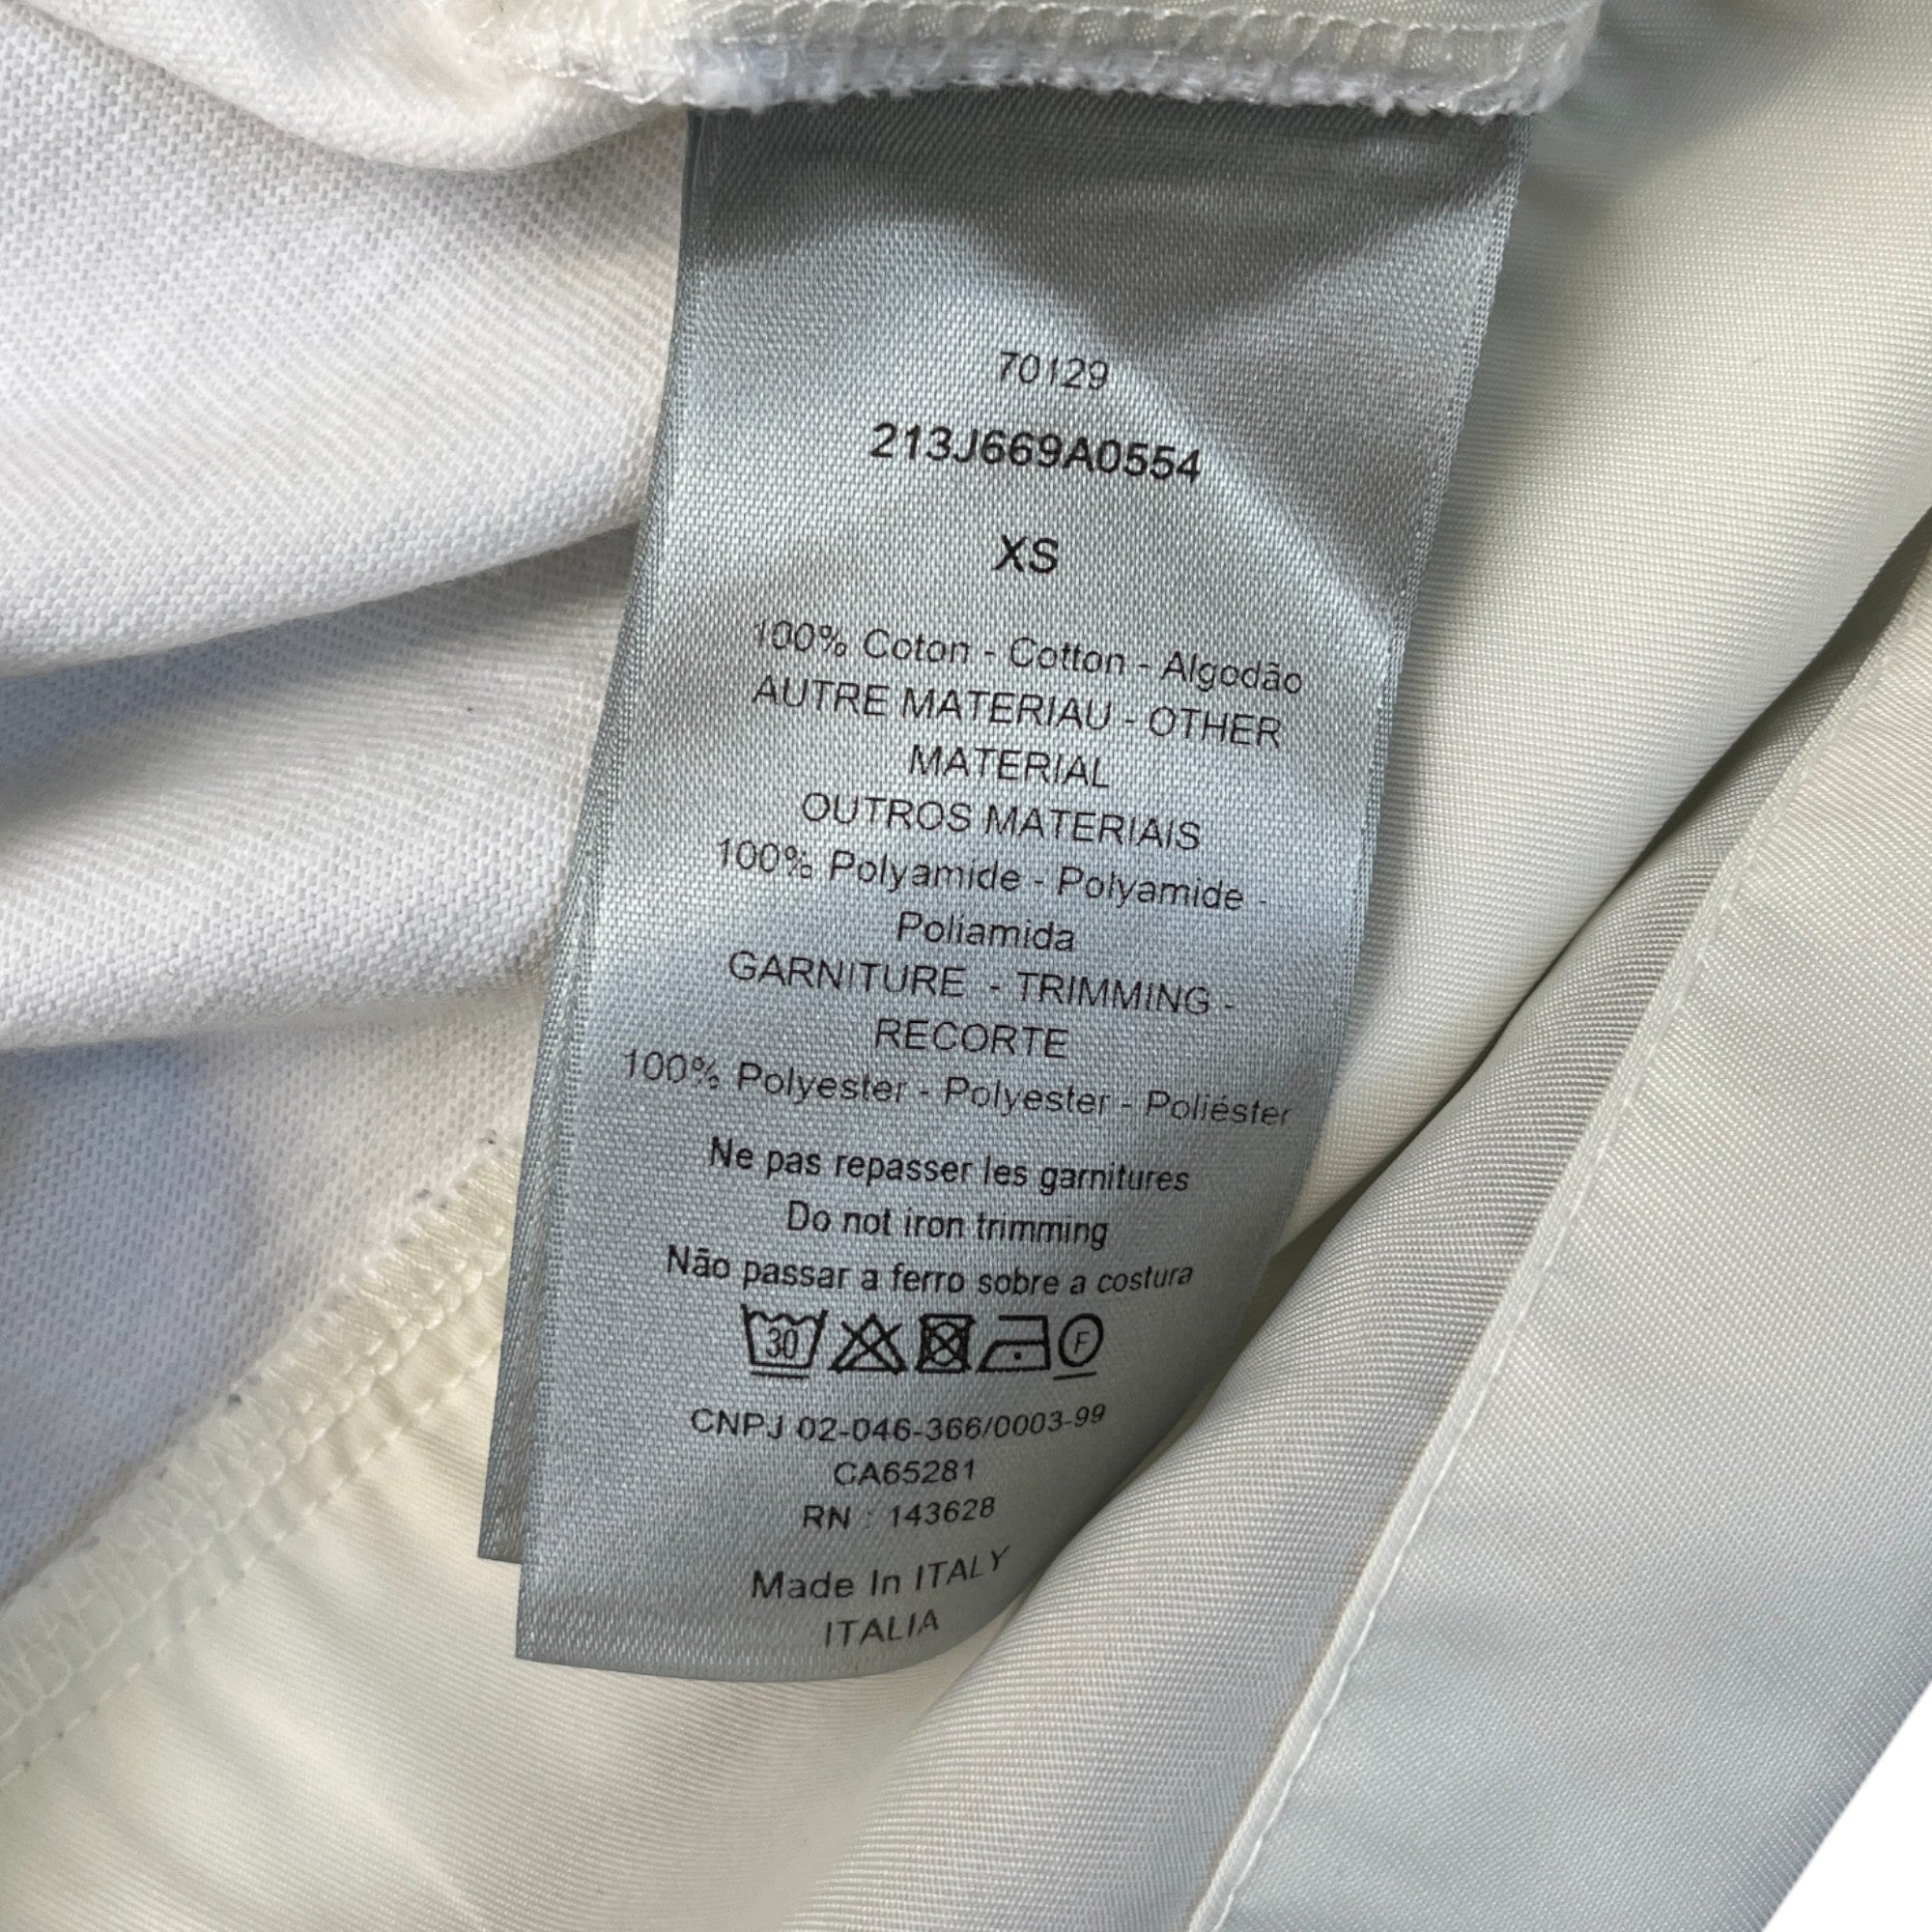 70129
213J669A0554
XS
100% Coton - Cotton - Algodão
AUTRE MATERIAU - OTHER
MATERIAL
OUTROS MATERIAIS
100% Polyamide - Polyamide -
Poliamida
GARNITURE - TRIMMING -
RECORTE
100% Polyester - Polyester - Poliéster
Ne pas repasser les garnitures
Do not iron trimming
Não passar a ferro sobre a costura
30 F
CNPJ 02-046-366/0003-99
CA65281
RN : 143628
Made In ITALY
ITALIA